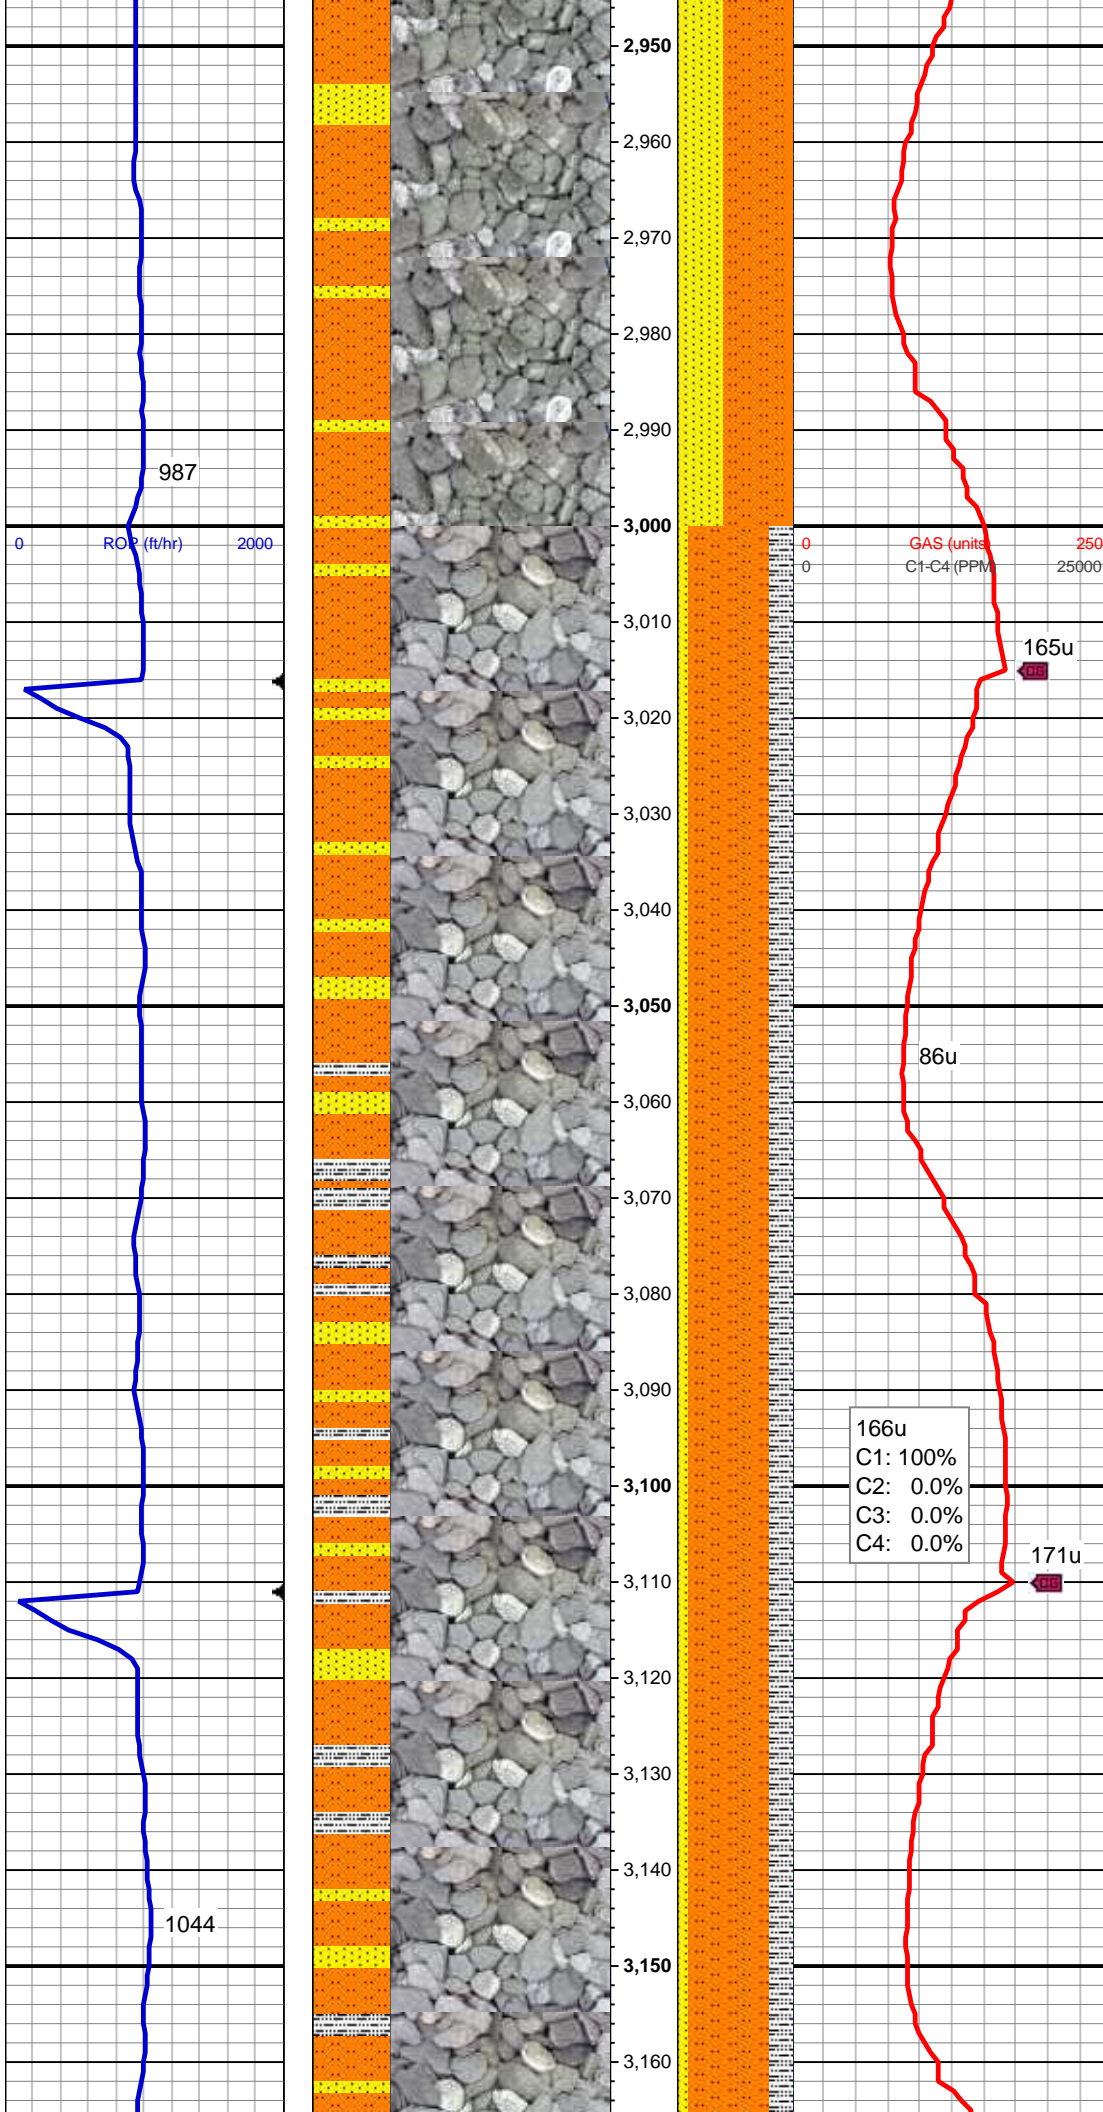 2,950
2,960
2,970
2,980
2,990
987
3,000
0 ROP (ft/hr) 2000
0 GAS (units) 250
0 C1-C4 (PPM) 25000
3,010
165u
CG
3,020
3,030
3,040
3,050
86u
3,060
3,070
3,080
3,090
166u
C1: 100%
C2: 0.0%
C3: 0.0%
C4: 0.0%
3,100
171u
3,110
CG
3,120
3,130
3,140
1044
3,150
3,160